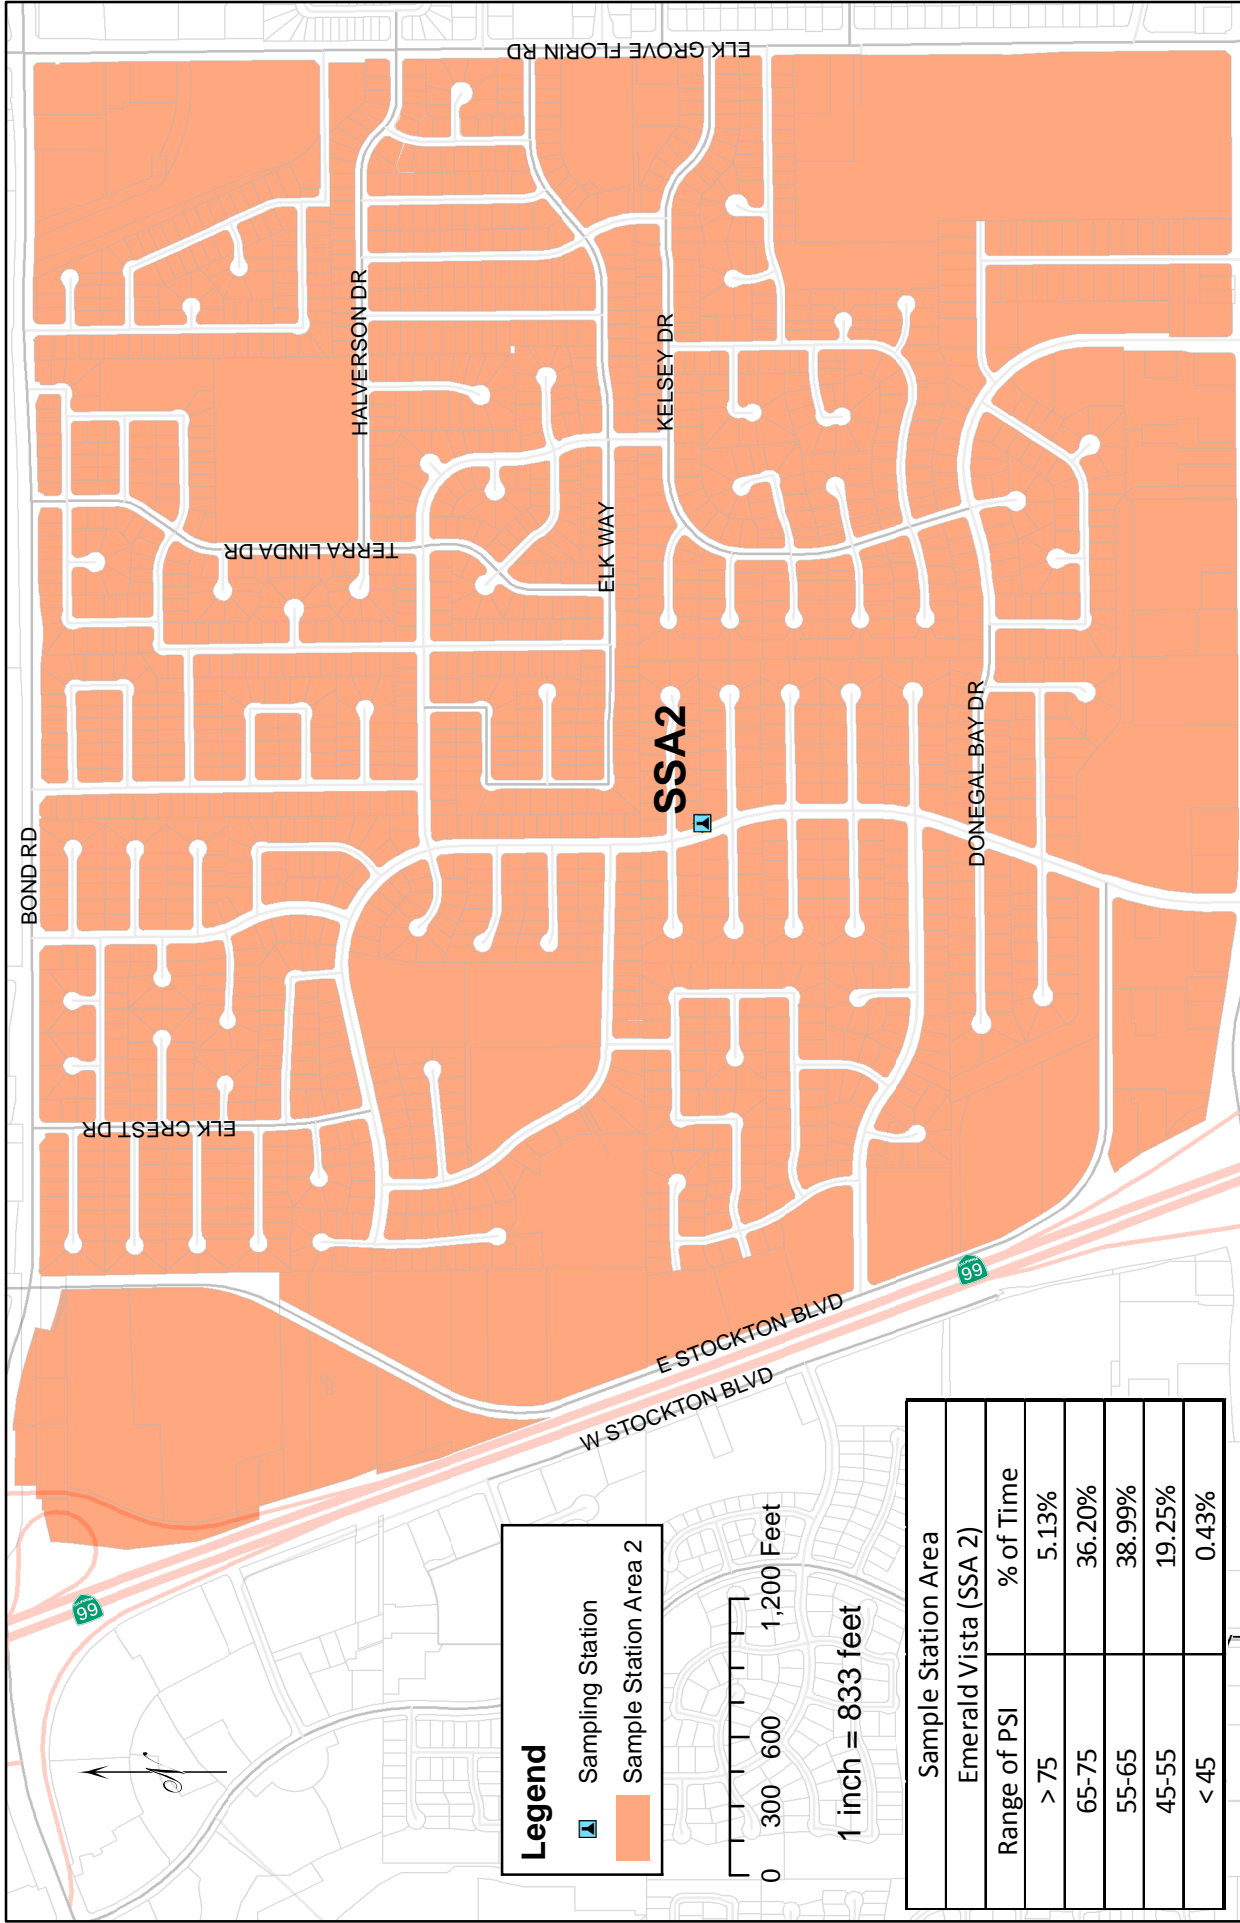 BOND RD
ELK GROVE FLORIN RD
HALVERSON DR
TERRA LINDA DR
ELK WAY
KELSEY DR
ELK CREST DR
SSA2
DONEGAL BAY DR
E STOCKTON BLVD
W STOCKTON BLVD
99
99
Legend
Sampling Station
Sample Station Area 2
0 300 600 1,200 Feet
1 inch = 833 feet
Sample Station Area
Emerald Vista (SSA 2)
Range of PSI % of Time
> 75 5.13%
65-75 36.20%
55-65 38.99%
45-55 19.25%
< 45 0.43%